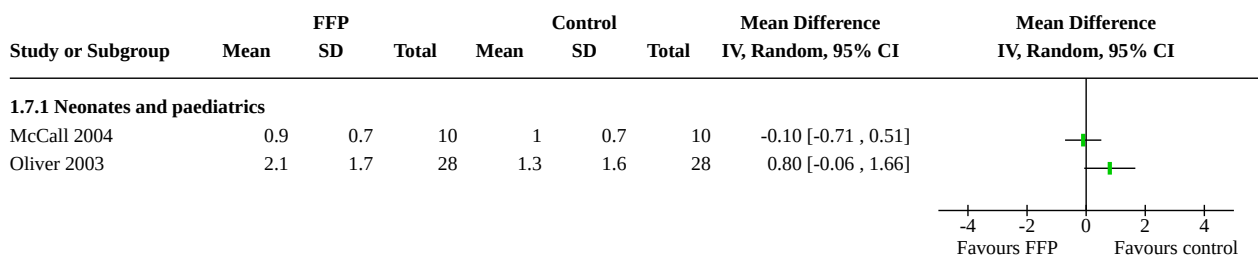 FFP Control Mean Difference Mean Difference
Study or Subgroup Mean SD Total Mean SD Total IV, Random, 95% CI IV, Random, 95% CI
1.7.1 Neonates and paediatrics
McCall 2004 0.9 0.7 10 1 0.7 10 -0.10 [-0.71 , 0.51]
Oliver 2003 2.1 1.7 28 1.3 1.6 28 0.80 [-0.06 , 1.66]
-4 -2 0 2 4
Favours FFP Favours control